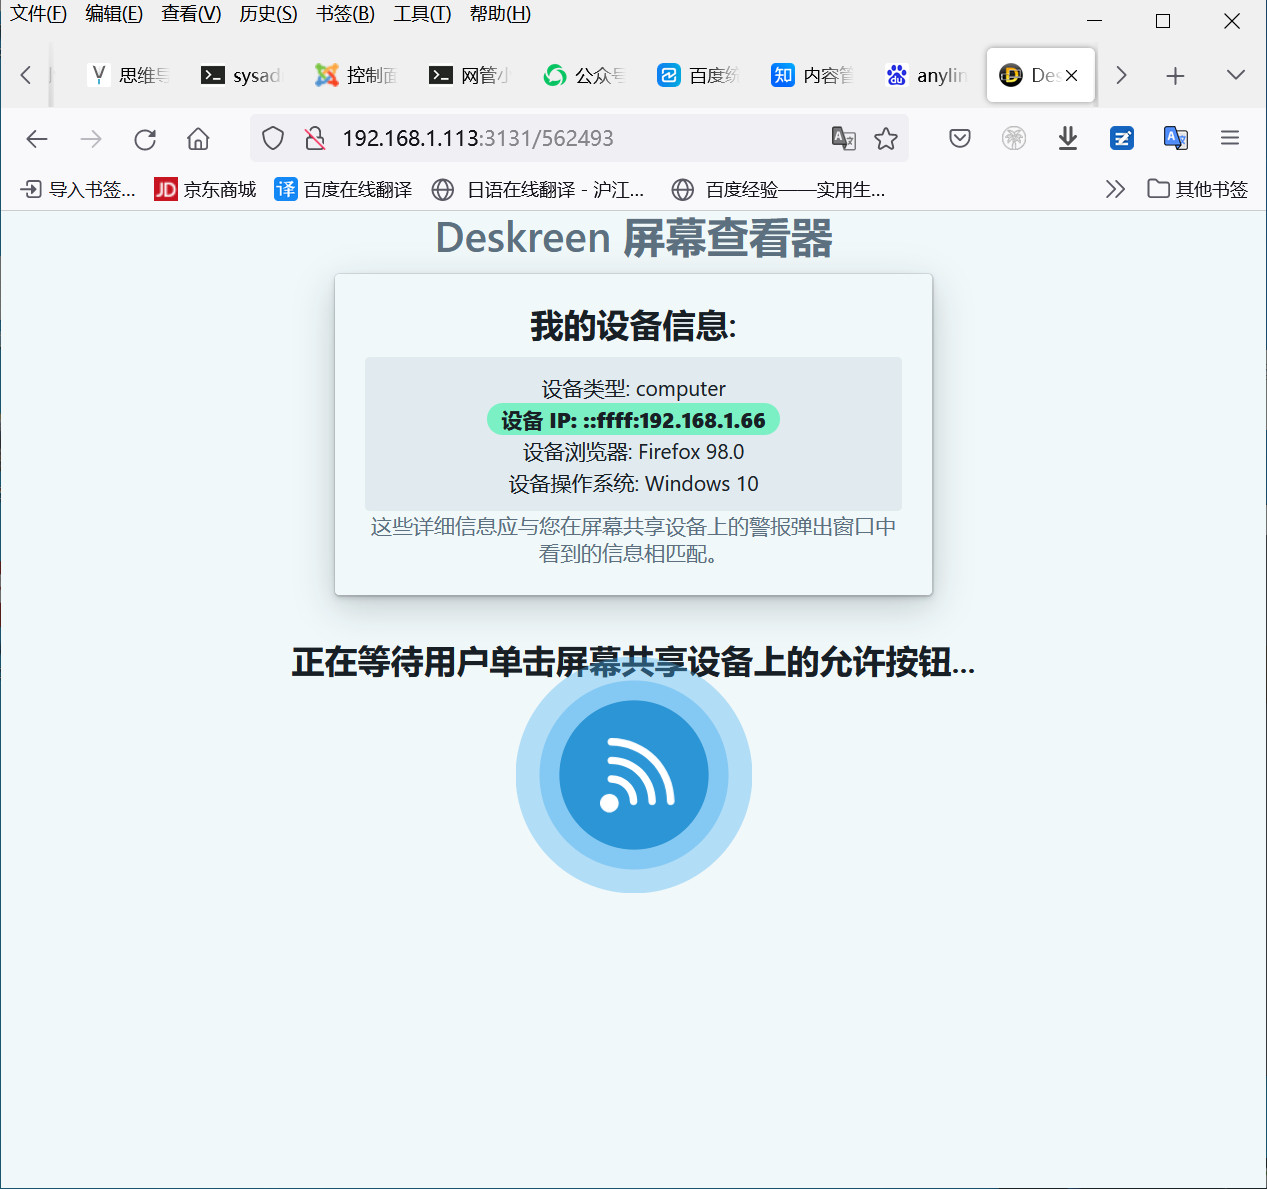 文件(F) 编辑(E) 查看(V) 历史(S) 书签(B) 工具(T) 帮助(H)
思维导 sysad 控制面 网管小 公众号 百度统 内容管 anylin Des
192.168.1.113:3131/562493
导入书签... 京东商城 百度在线翻译 日语在线翻译 - 沪江... 百度经验——实用生... 其他书签
Deskreen 屏幕查看器
我的设备信息:
设备类型: computer
设备 IP: ::ffff:192.168.1.66
设备浏览器: Firefox 98.0
设备操作系统: Windows 10
这些详细信息应与您在屏幕共享设备上的警报弹出窗口中
看到的信息相匹配。
正在等待用户单击屏幕共享设备上的允许按钮...